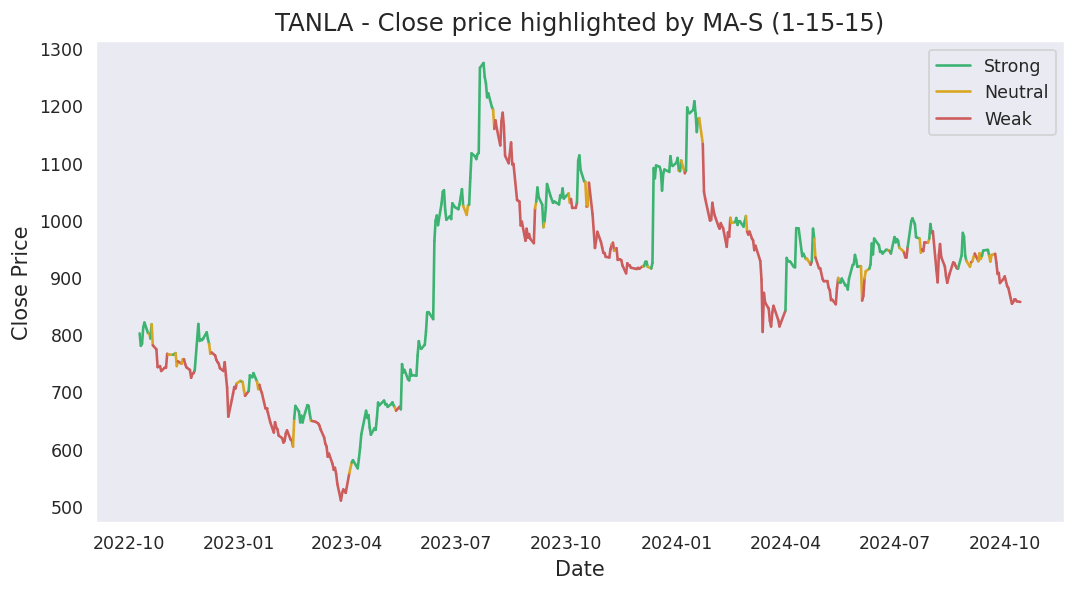 TANLA - Close price highlighted by MA-S (1-15-15)
Strong
Neutral
Weak
Close Price
1300
1200
1100
1000
900
800
700
600
500
2022-10 2023-01 2023-04 2023-07 2023-10 2024-01 2024-04 2024-07 2024-10
Date